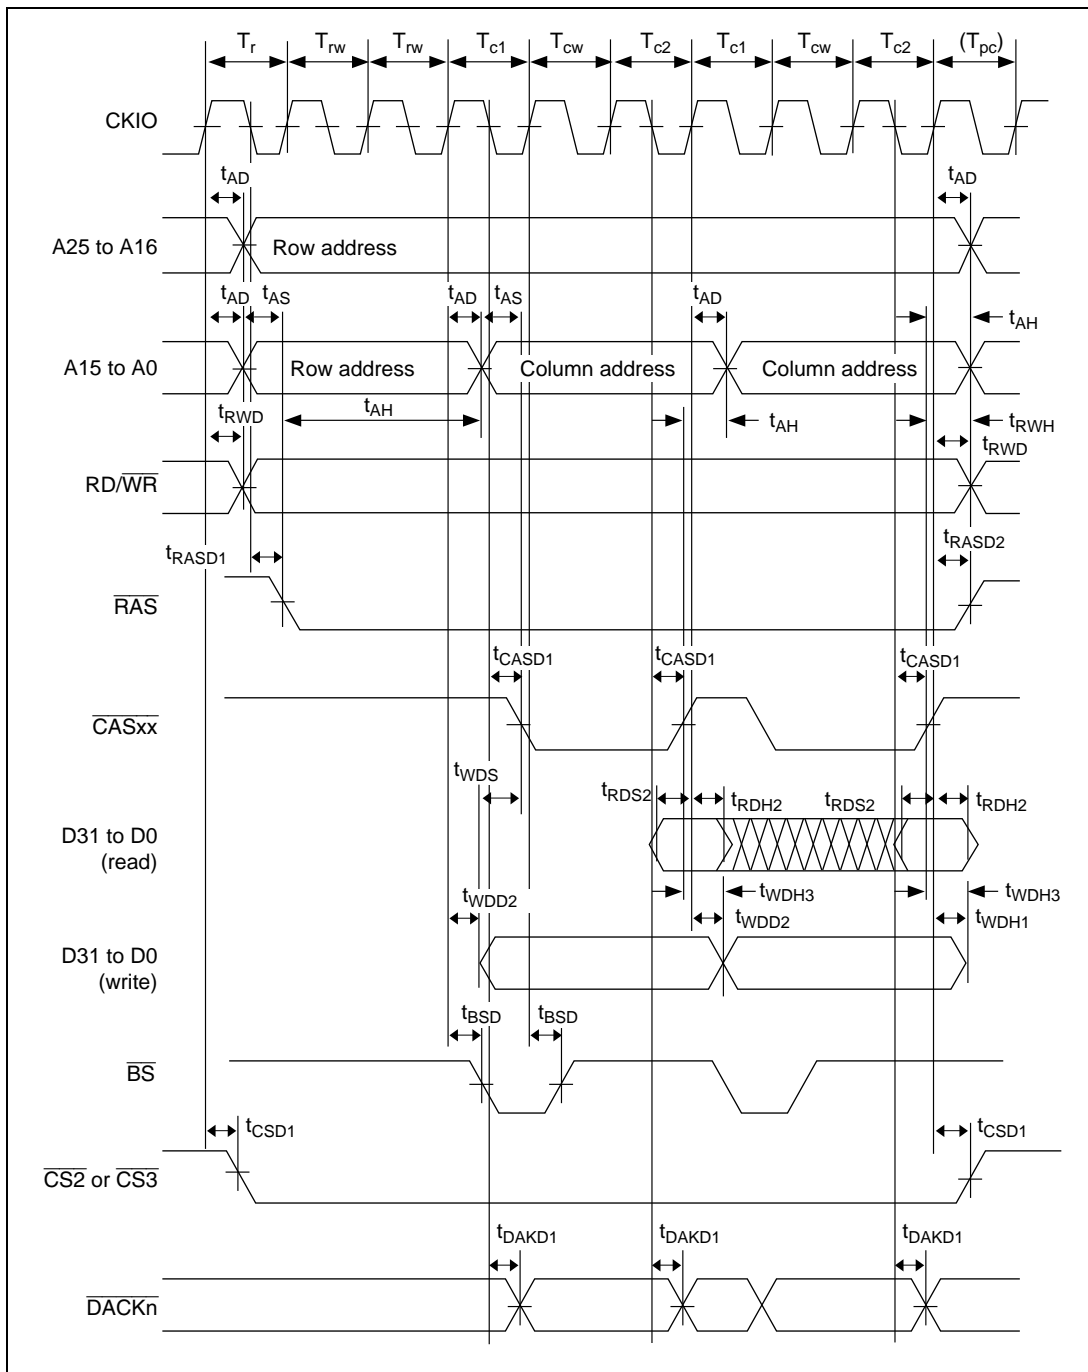 Tr Trw Trw Tc1 Tcw Tc2 Tc1 Tcw Tc2 (Tpc)
CKIO
tAD tAD
A25 to A16 Row address
tAD tAS tAD tAS tAD tAH
A15 to A0 Row address Column address Column address
tRWD tAH tAH tRWH
tRWD
RD/WR
tRASD1 tRASD2
RAS
tCASD1 tCASD1 tCASD1
CASxx
tWDS
tRDS2 tRDH2 tRDS2 tRDH2
D31 to D0
(read)
tWDH3 tWDH3
tWDD2 tWDD2 tWDH1
D31 to D0
(write)
tBSD tBSD
BS
tCSD1 tCSD1
CS2 or CS3
tDAKD1 tDAKD1 tDAKD1
DACKn